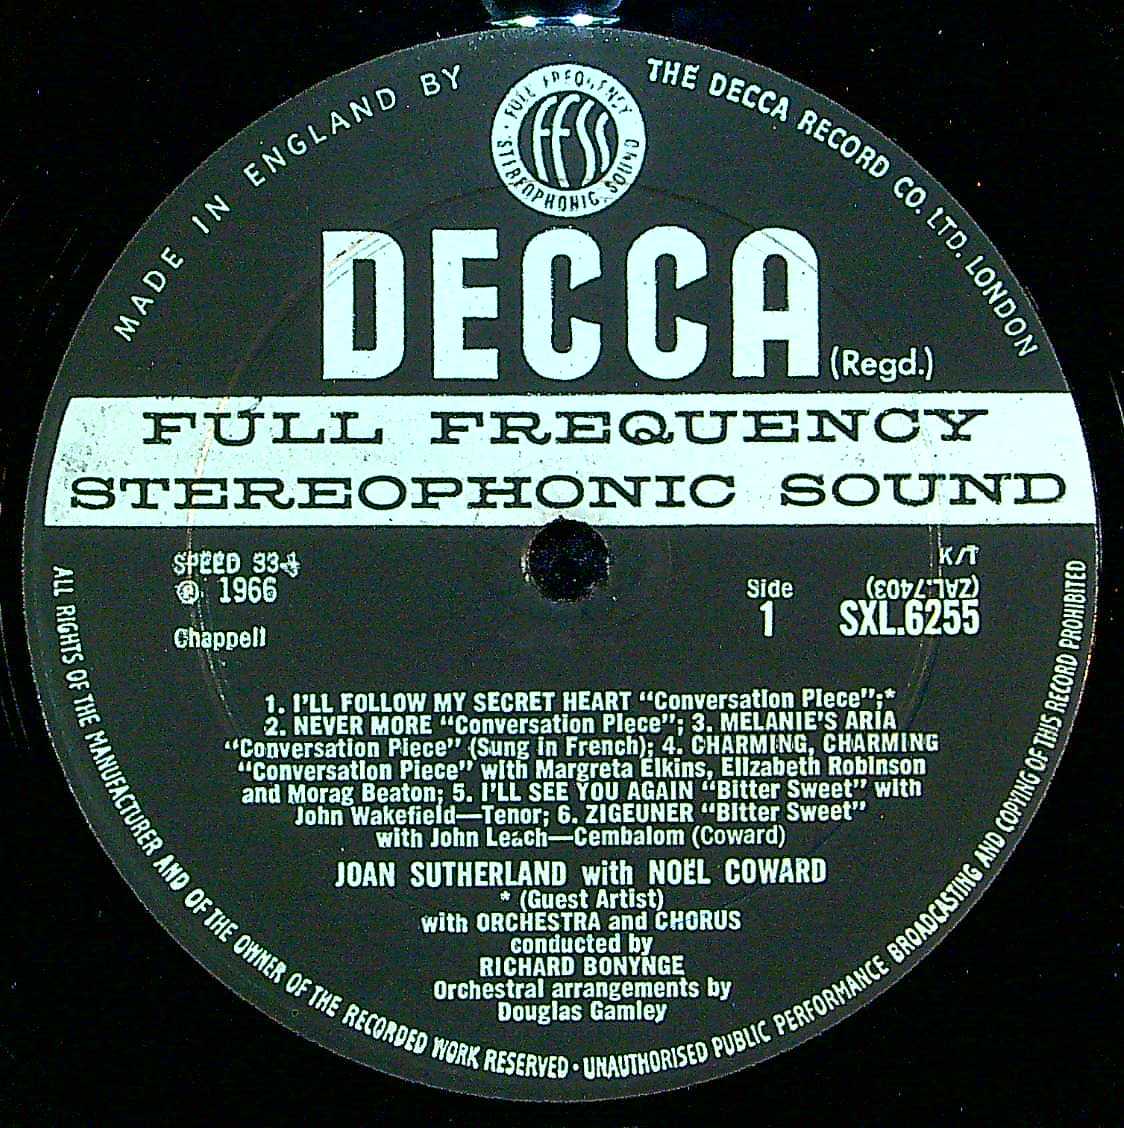 MADE IN ENGLAND BY
THE DECCA RECORD CO. LTD. LONDON
FULL FREQUENCY
STEREOPHONIC SOUND
FFSS
DECCA
(Regd.)
FULL FREQUENCY
STEREOPHONIC SOUND
SPEED 33⅓
℗ 1966
Chappell
K/T
Side
1
(ZAL.7403)
SXL.6255
1. I'LL FOLLOW MY SECRET HEART “Conversation Piece”;*
2. NEVER MORE “Conversation Piece”; 3. MELANIE'S ARIA
“Conversation Piece” (Sung in French); 4. CHARMING, CHARMING
“Conversation Piece” with Margreta Elkins, Elizabeth Robinson
and Morag Beaton; 5. I'LL SEE YOU AGAIN “Bitter Sweet” with
John Wakefield—Tenor; 6. ZIGEUNER “Bitter Sweet”
with John Leach—Cembalom (Coward)
JOAN SUTHERLAND with NOËL COWARD
* (Guest Artist)
with ORCHESTRA and CHORUS
conducted by
RICHARD BONYNGE
Orchestral arrangements by
Douglas Gamley
ALL RIGHTS OF THE MANUFACTURER AND OF THE OWNER OF THE RECORDED WORK RESERVED · UNAUTHORISED PUBLIC PERFORMANCE BROADCASTING AND COPYING OF THIS RECORD PROHIBITED